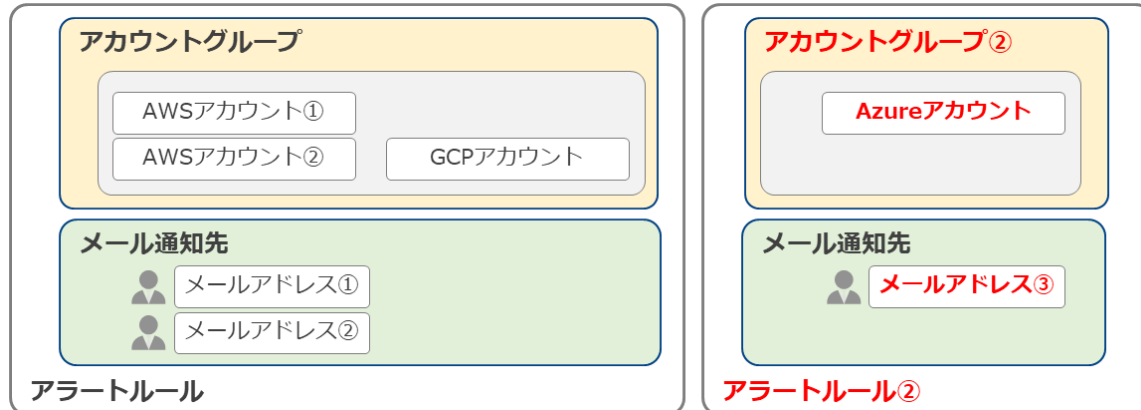 アカウントグループ
AWSアカウント①
AWSアカウント②
GCPアカウント
メール通知先
メールアドレス①
メールアドレス②
アラートルール
アカウントグループ②
Azureアカウント
メール通知先
メールアドレス③
アラートルール②